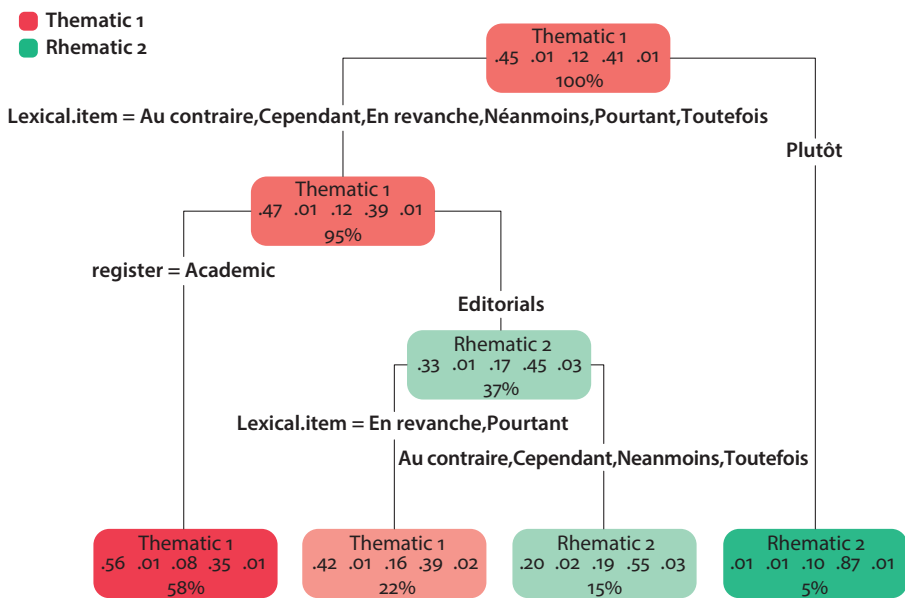 Thematic 1
Rhematic 2
Thematic 1
.45 .01 .12 .41 .01
100%
Lexical.item = Au contraire,Cependant,En revanche,Néanmoins,Pourtant,Toutefois
Plutôt
Thematic 1
.47 .01 .12 .39 .01
95%
register = Academic
Editorials
Rhematic 2
.33 .01 .17 .45 .03
37%
Lexical.item = En revanche,Pourtant
Au contraire,Cependant,Neanmoins,Toutefois
Thematic 1
.56 .01 .08 .35 .01
58%
Thematic 1
.42 .01 .16 .39 .02
22%
Rhematic 2
.20 .02 .19 .55 .03
15%
Rhematic 2
.01 .01 .10 .87 .01
5%